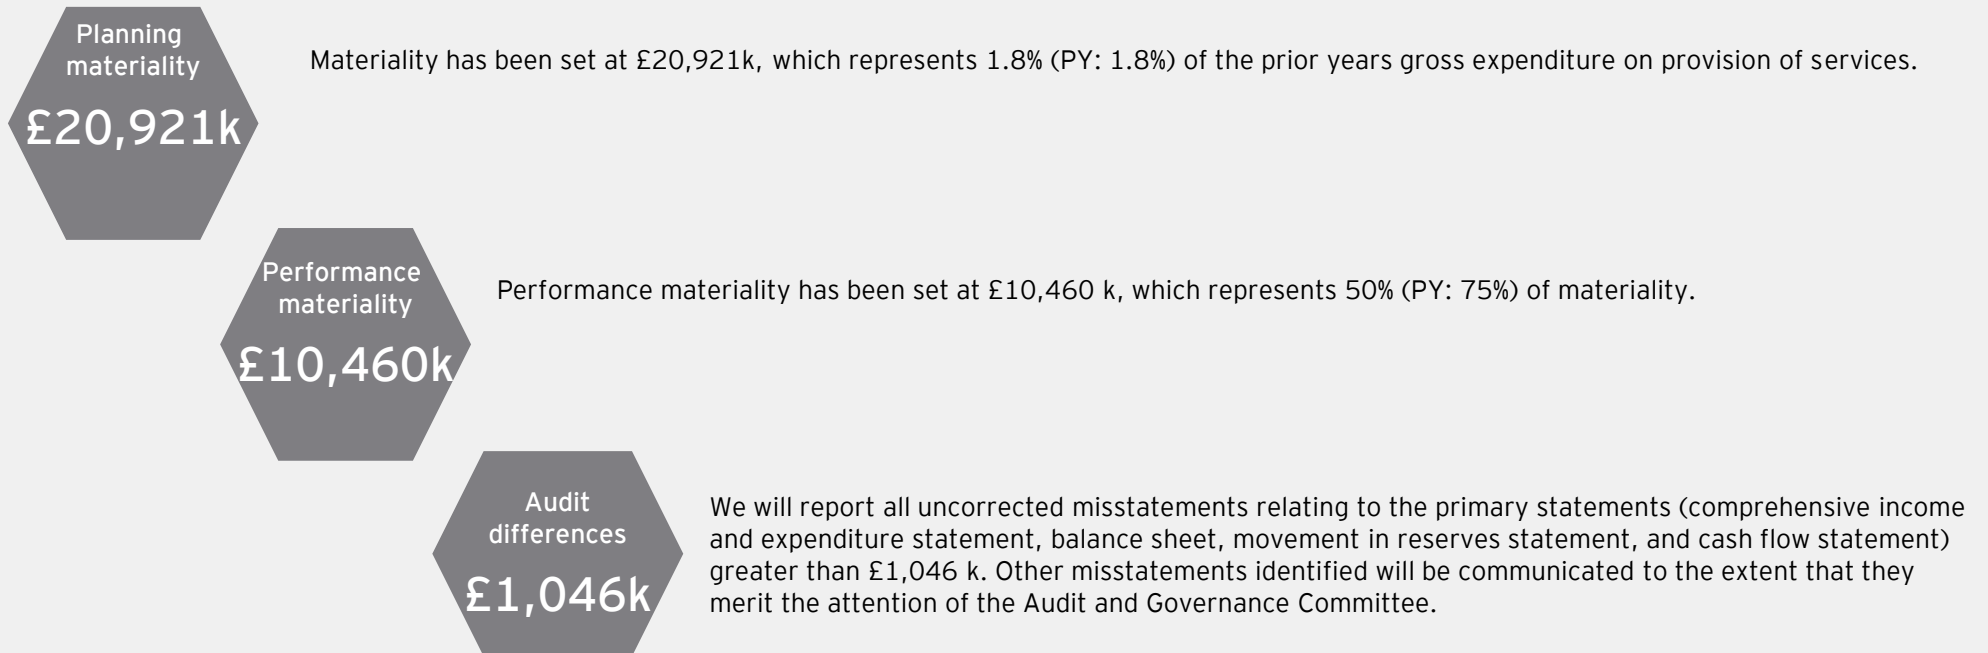 Planning
materiality
£20,921k
Materiality has been set at £20,921k, which represents 1.8% (PY: 1.8%) of the prior years gross expenditure on provision of services.
Performance
materiality
£10,460k
Performance materiality has been set at £10,460 k, which represents 50% (PY: 75%) of materiality.
Audit
differences
£1,046k
We will report all uncorrected misstatements relating to the primary statements (comprehensive income
and expenditure statement, balance sheet, movement in reserves statement, and cash flow statement)
greater than £1,046 k. Other misstatements identified will be communicated to the extent that they
merit the attention of the Audit and Governance Committee.